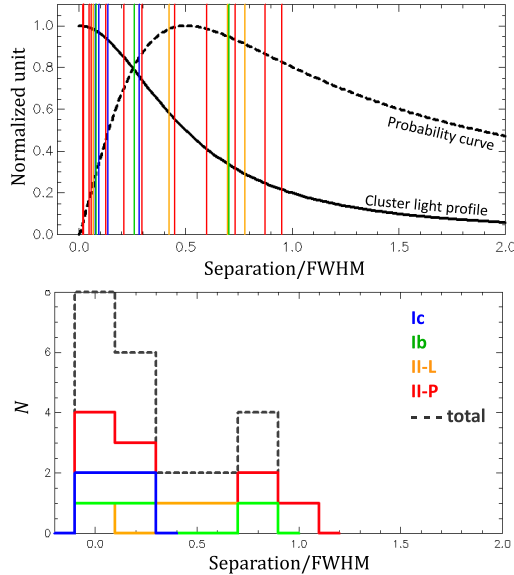 Normalized unit
1.0
0.8
0.6
0.4
0.2
0.0
Probability curve
Cluster light profile
0.0 0.5 1.0 1.5 2.0
Separation/FWHM
N
8
6
4
2
0
Ic
Ib
II-L
II-P
total
0.0 0.5 1.0 1.5 2.0
Separation/FWHM